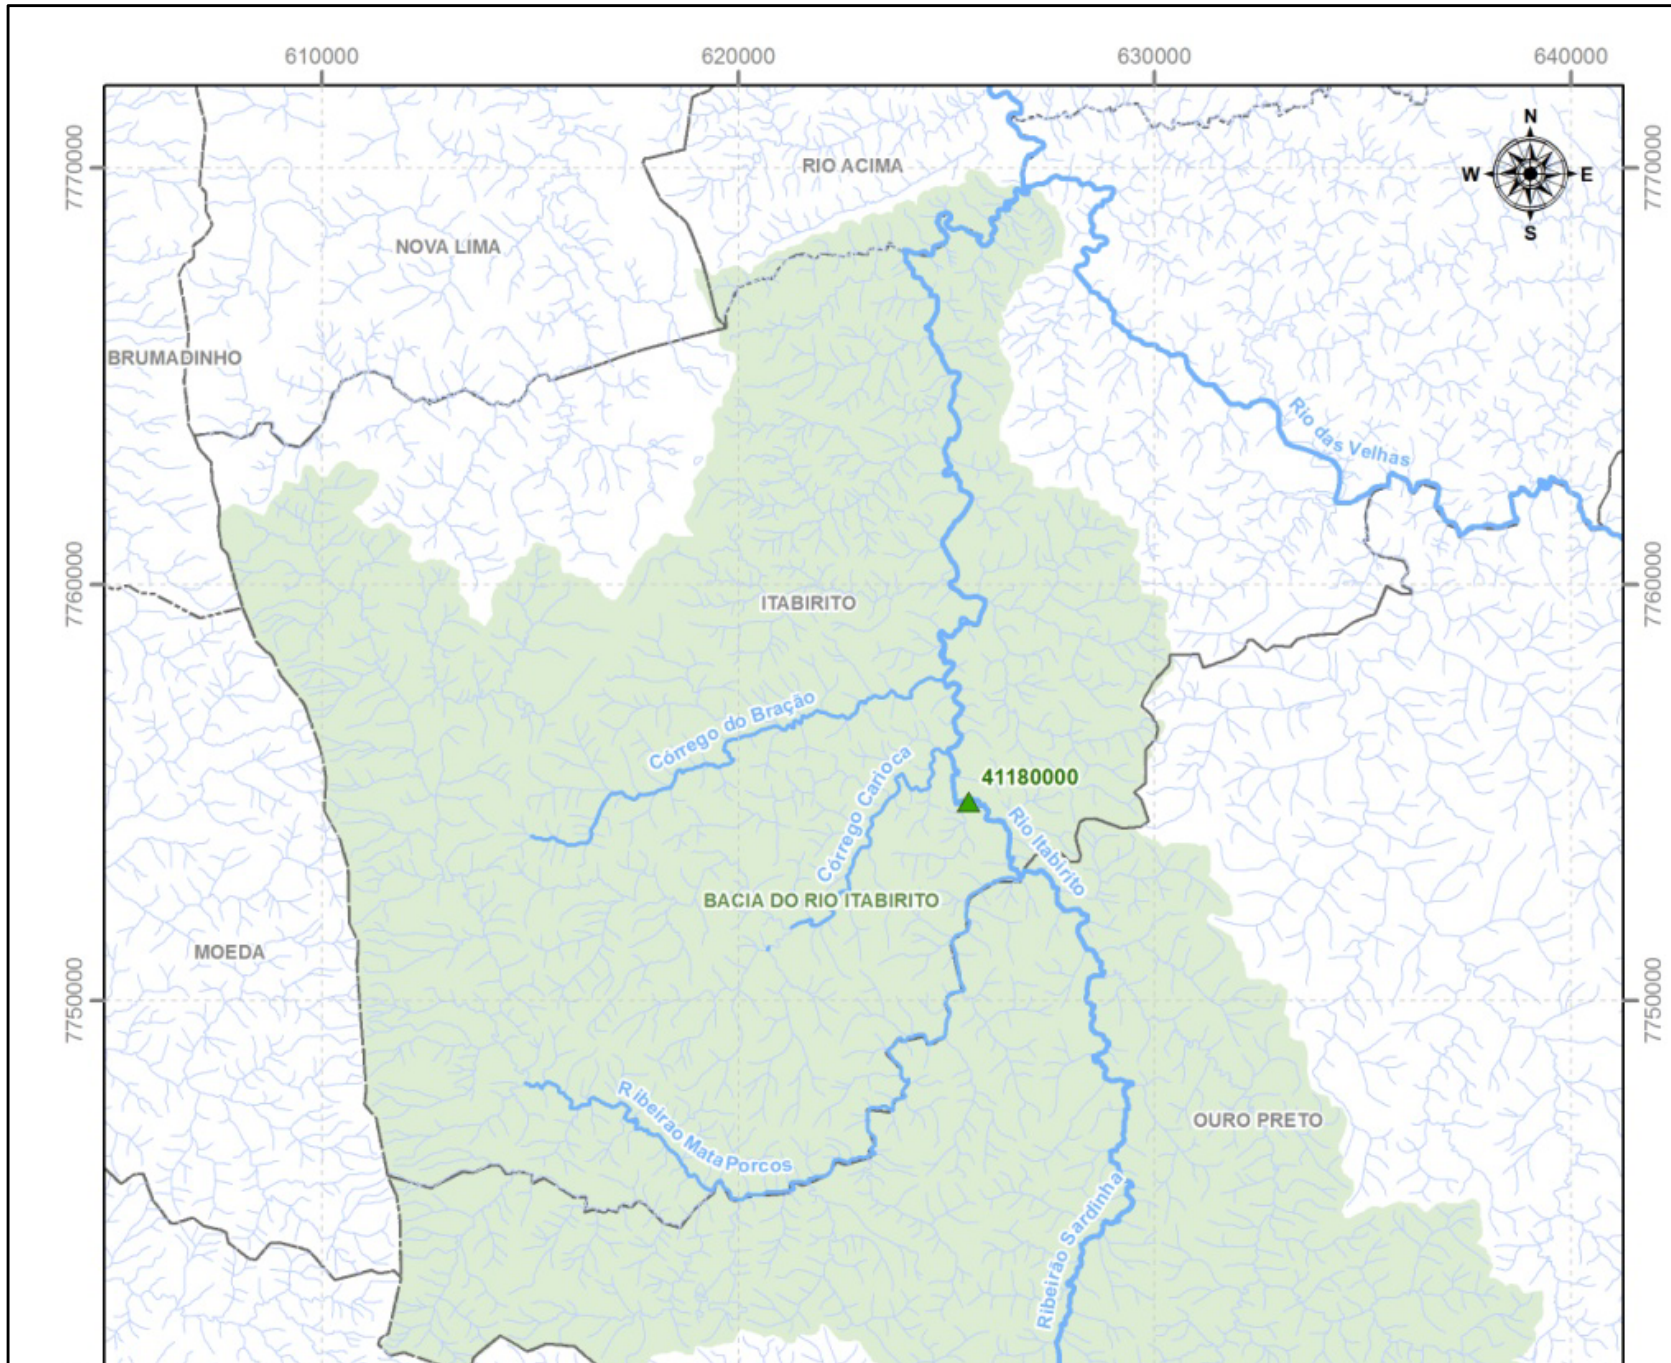 610000
620000
630000
640000
7770000
7770000
N
W
E
S
RIO ACIMA
NOVA LIMA
BRUMADINHO
Rio das Velhas
7760000
7760000
ITABIRITO
Córrego do Bração
Córrego Carioca
41180000
Rio Itabirito
BACIA DO RIO ITABIRITO
MOEDA
7750000
7750000
Ribeirao Mata Porcos
OURO PRETO
Ribeirão Sardinha